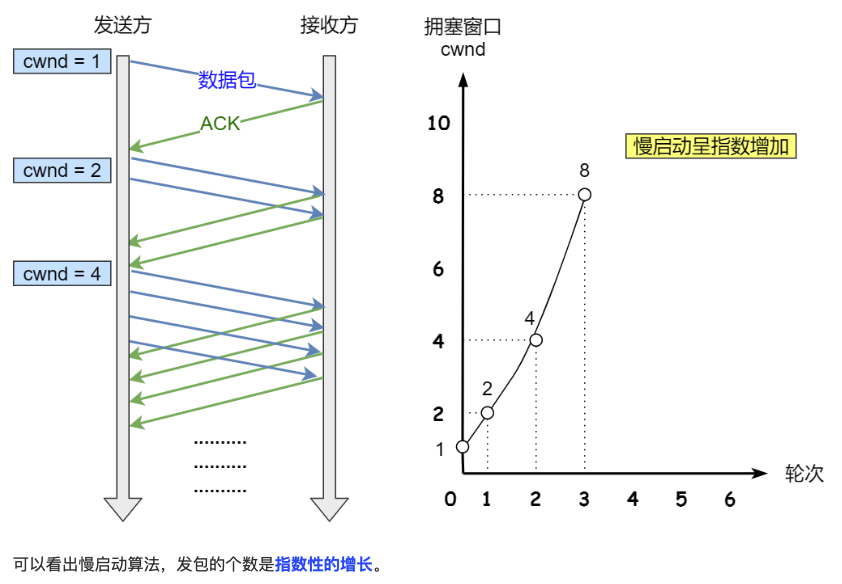 发送方
接收方
cwnd = 1
数据包
ACK
cwnd = 2
cwnd = 4
..........
..........
..........
拥塞窗口
cwnd
慢启动呈指数增加
10
8
6
4
2
1
8
4
2
轮次
0 1 2 3 4 5 6
可以看出慢启动算法，发包的个数是指数性的增长。